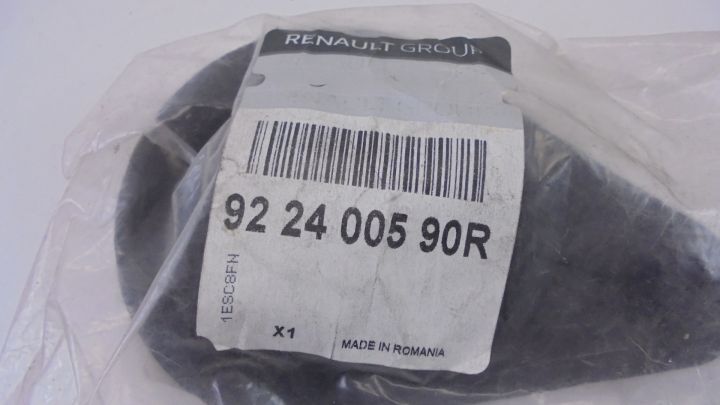 RENAULT GROUP
92 24 005 90R
1ESC8FN
X1
MADE IN ROMANIA